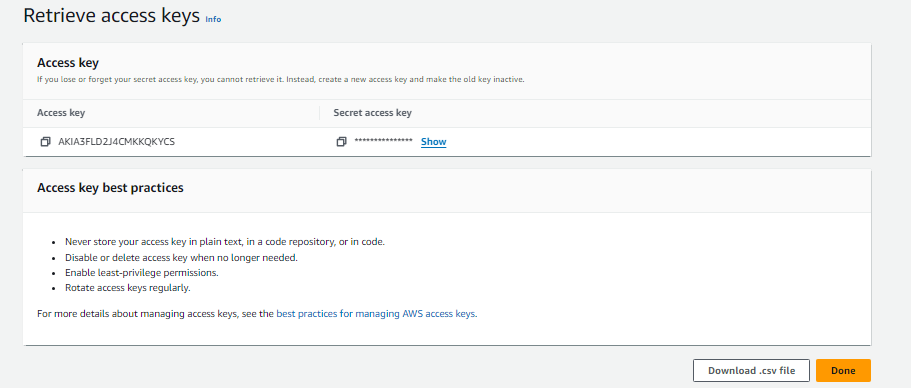 Retrieve access keys Info
Access key
If you lose or forget your secret access key, you cannot retrieve it. Instead, create a new access key and make the old key inactive.
Access key Secret access key
AKIA3FLD2J4CMKKQKYCS *************** Show
Access key best practices
Never store your access key in plain text, in a code repository, or in code.
Disable or delete access key when no longer needed.
Enable least-privilege permissions.
Rotate access keys regularly.
For more details about managing access keys, see the best practices for managing AWS access keys.
Download .csv file Done